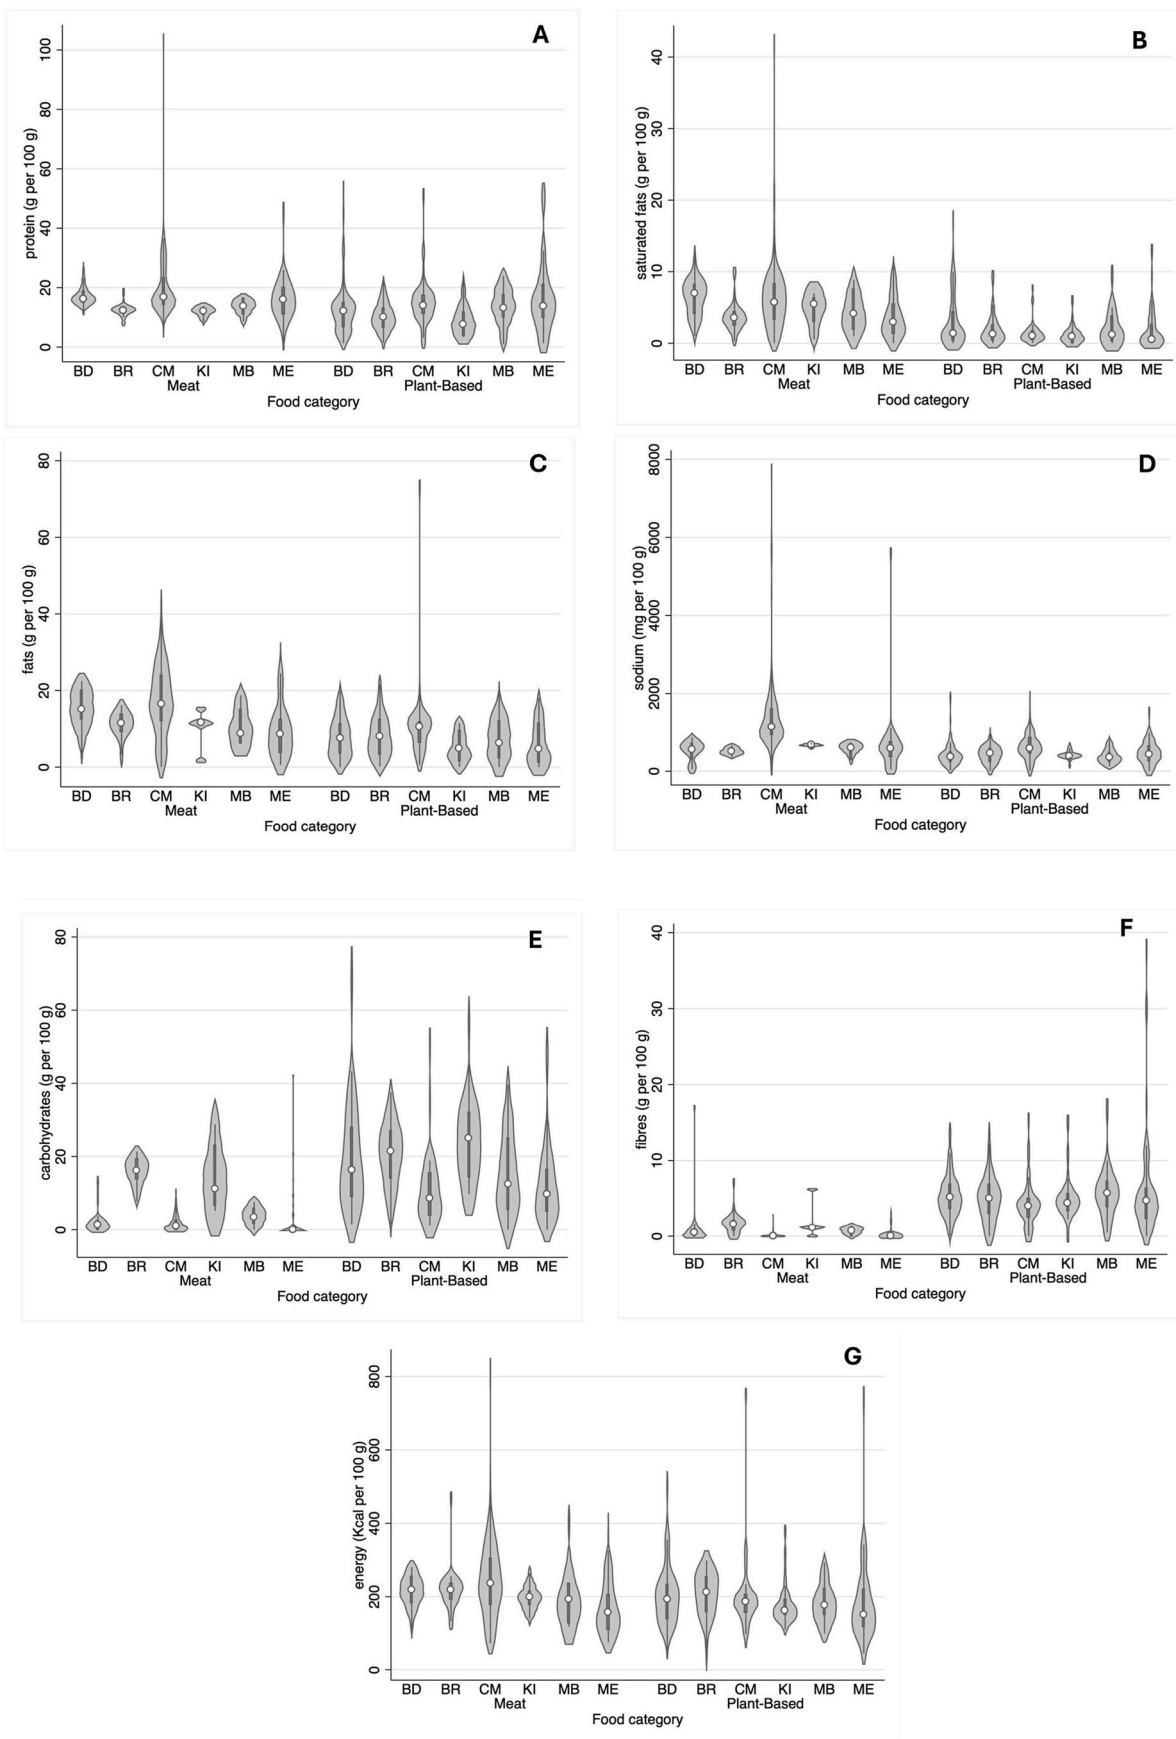 A
protein (g per 100 g)
100
80
60
40
20
0
BD BR CM KI MB ME BD BR CM KI MB ME
Meat Plant-Based
Food category
B
saturated fats (g per 100 g)
40
30
20
10
0
BD BR CM KI MB ME BD BR CM KI MB ME
Meat Plant-Based
Food category
C
fats (g per 100 g)
80
60
40
20
0
BD BR CM KI MB ME BD BR CM KI MB ME
Meat Plant-Based
Food category
D
sodium (mg per 100 g)
8000
6000
4000
2000
0
BD BR CM KI MB ME BD BR CM KI MB ME
Meat Plant-Based
Food category
E
carbohydrates (g per 100 g)
80
60
40
20
0
BD BR CM KI MB ME BD BR CM KI MB ME
Meat Plant-Based
Food category
F
fibres (g per 100 g)
40
30
20
10
0
BD BR CM KI MB ME BD BR CM KI MB ME
Meat Plant-Based
Food category
G
energy (Kcal per 100 g)
800
600
400
200
0
BD BR CM KI MB ME BD BR CM KI MB ME
Meat Plant-Based
Food category